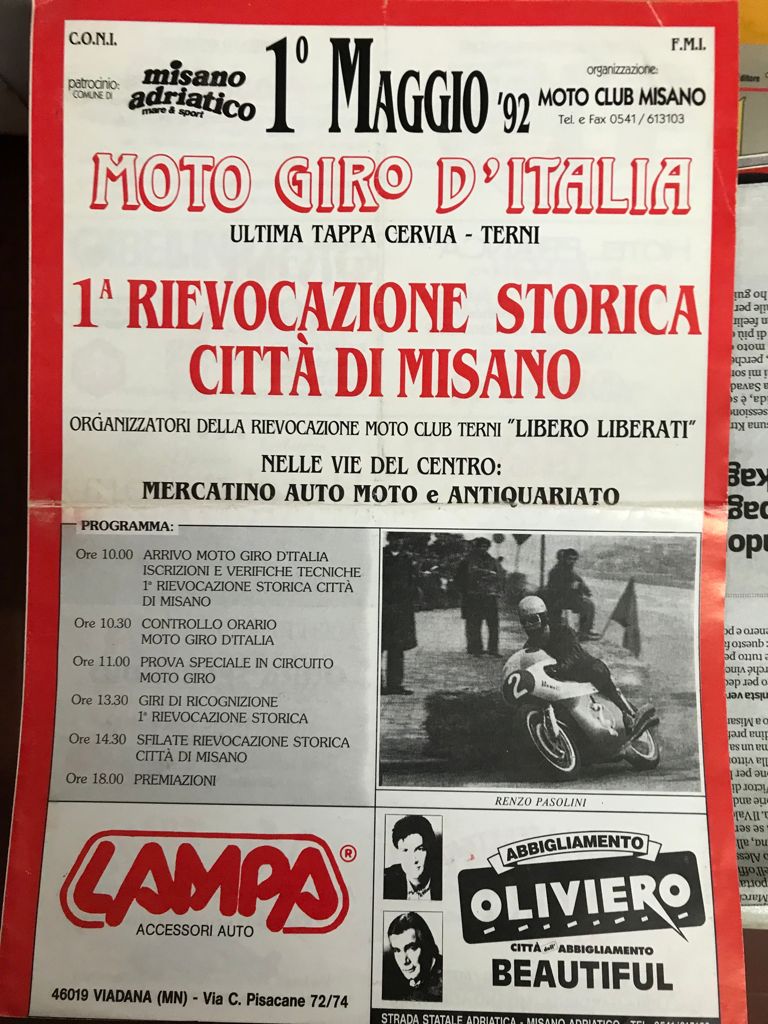 C.O.N.I.
F.M.I.
patrocinio:
COMUNE DI
misano
adriatico
mare & sport
1° MAGGIO '92
organizzazione:
MOTO CLUB MISANO
Tel. e Fax 0541/613103
MOTO GIRO D'ITALIA
ULTIMA TAPPA CERVIA - TERNI
1A RIEVOCAZIONE STORICA
CITTÀ DI MISANO
ORGANIZZATORI DELLA RIEVOCAZIONE MOTO CLUB TERNI "LIBERO LIBERATI"
NELLE VIE DEL CENTRO:
MERCATINO AUTO MOTO e ANTIQUARIATO
PROGRAMMA:
Ore 10.00 ARRIVO MOTO GIRO D'ITALIA
ISCRIZIONI E VERIFICHE TECNICHE
1ª RIEVOCAZIONE STORICA CITTÀ
DI MISANO
Ore 10.30 CONTROLLO ORARIO
MOTO GIRO D'ITALIA
Ore 11.00 PROVA SPECIALE IN CIRCUITO
MOTO GIRO
Ore 13.30 GIRI DI RICOGNIZIONE
1ª RIEVOCAZIONE STORICA
Ore 14.30 SFILATE RIEVOCAZIONE STORICA
CITTÀ DI MISANO
Ore 18.00 PREMIAZIONI
2
2
RENZO PASOLINI
LAMPA®
ACCESSORI AUTO
46019 VIADANA (MN) - Via C. Pisacane 72/74
ABBIGLIAMENTO
OLIVIERO
CITTÀ dell'ABBIGLIAMENTO
BEAUTIFUL
STRADA STATALE ADRIATICA - MISANO ADRIATICO - TEL.